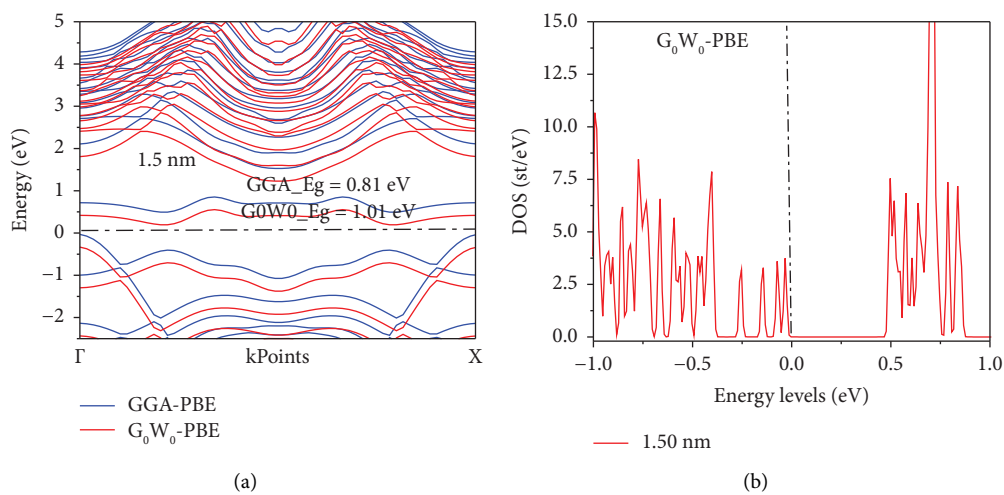 5
4
3
2
1
0
−1
−2
Energy (eV)
1.5 nm
GGA_Eg = 0.81 eV
G0W0_Eg = 1.01 eV
Γ
kPoints
X
GGA-PBE
G₀W₀-PBE
(a)
15.0
12.5
10.0
7.5
5.0
2.5
0.0
DOS (st/eV)
G₀W₀-PBE
−1.0
−0.5
0.0
0.5
1.0
Energy levels (eV)
1.50 nm
(b)